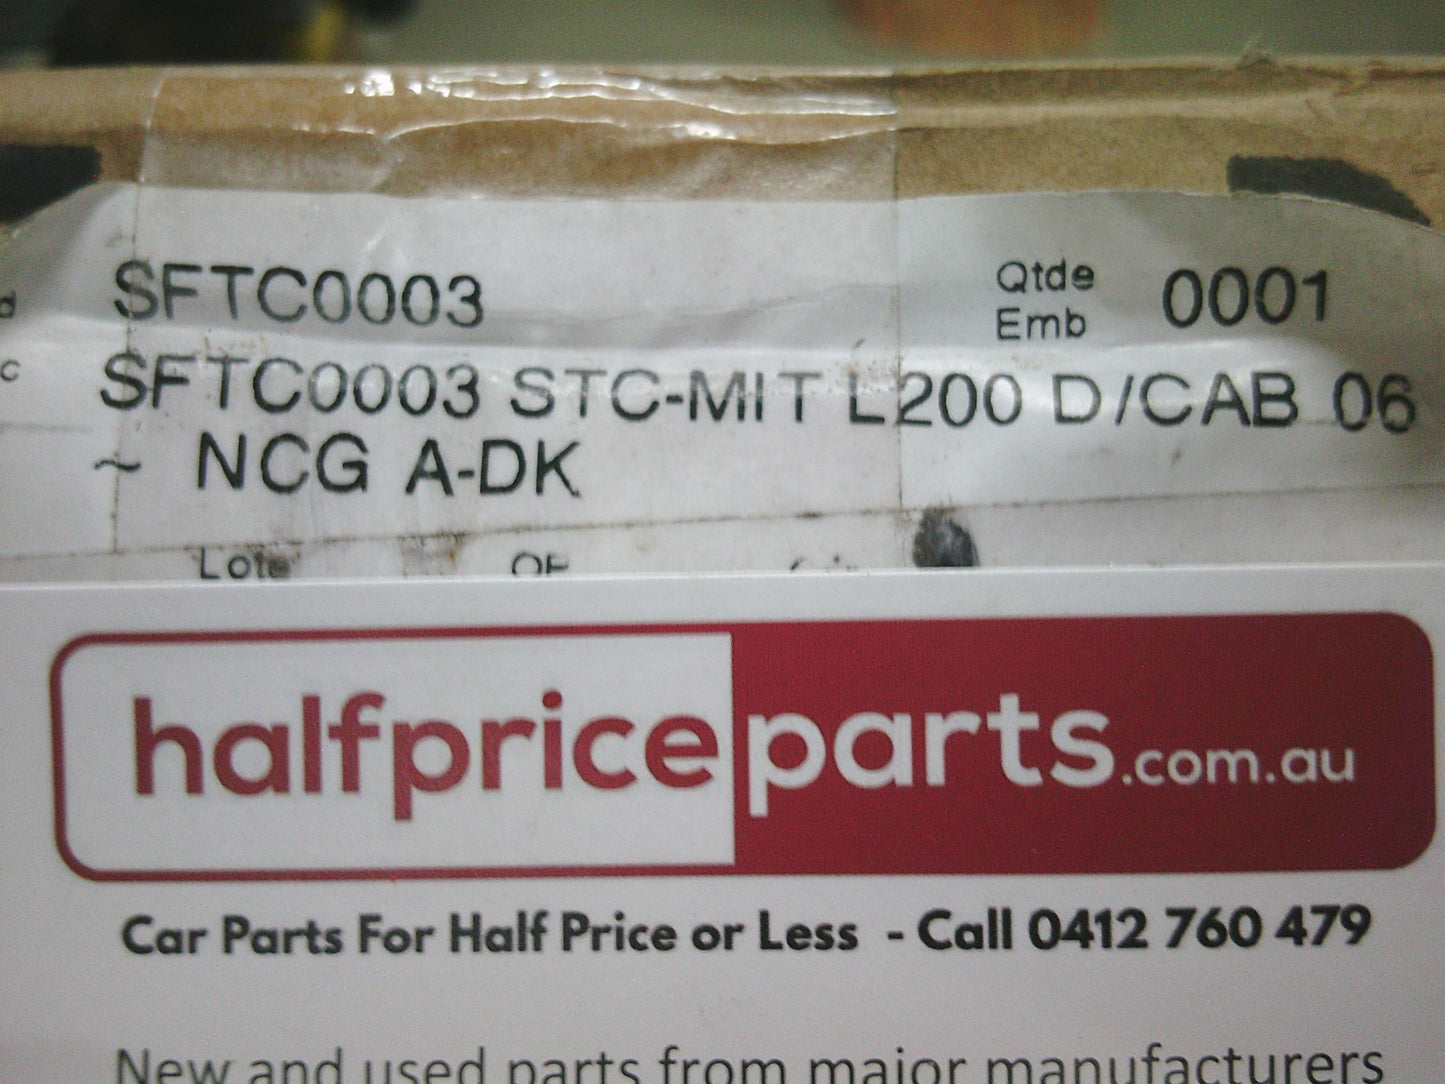 SFTC0003
Qtde
Emb
0001
SFTC0003 STC-MIT L200 D/CAB 06
~ NCG A-DK
Lote
halfpriceparts.com.au
Car Parts For Half Price or Less - Call 0412 760 479
New and used parts from major manufacturers